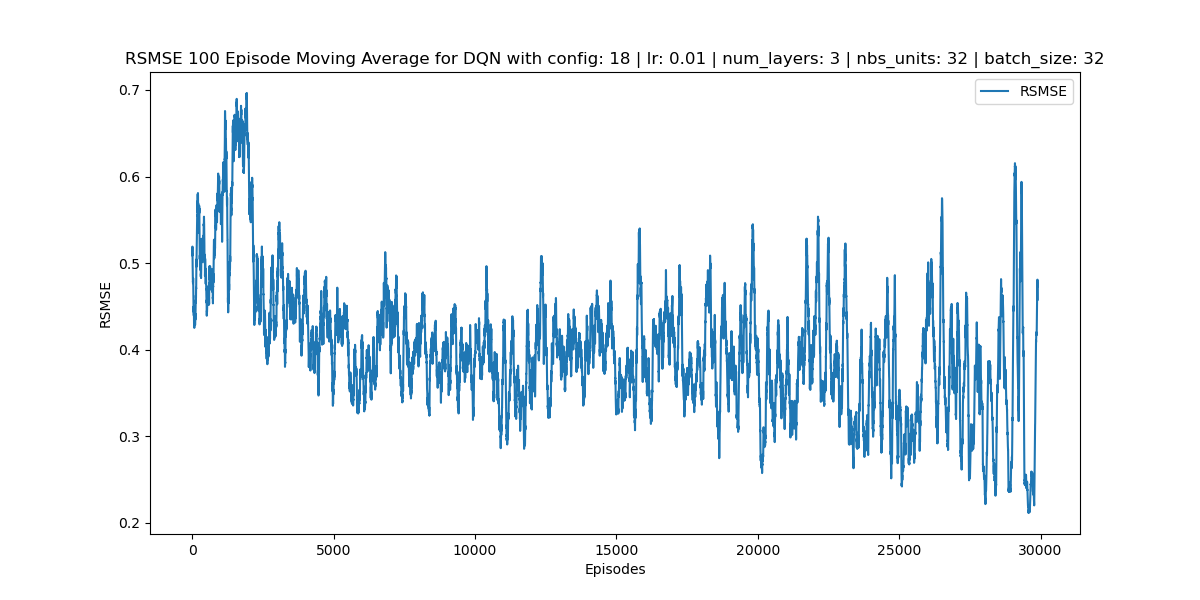 RSMSE 100 Episode Moving Average for DQN with config: 18 | lr: 0.01 | num_layers: 3 | nbs_units: 32 | batch_size: 32
RSMSE
0.7
0.6
0.5
0.4
0.3
0.2
RSMSE
0 5000 10000 15000 20000 25000 30000
Episodes